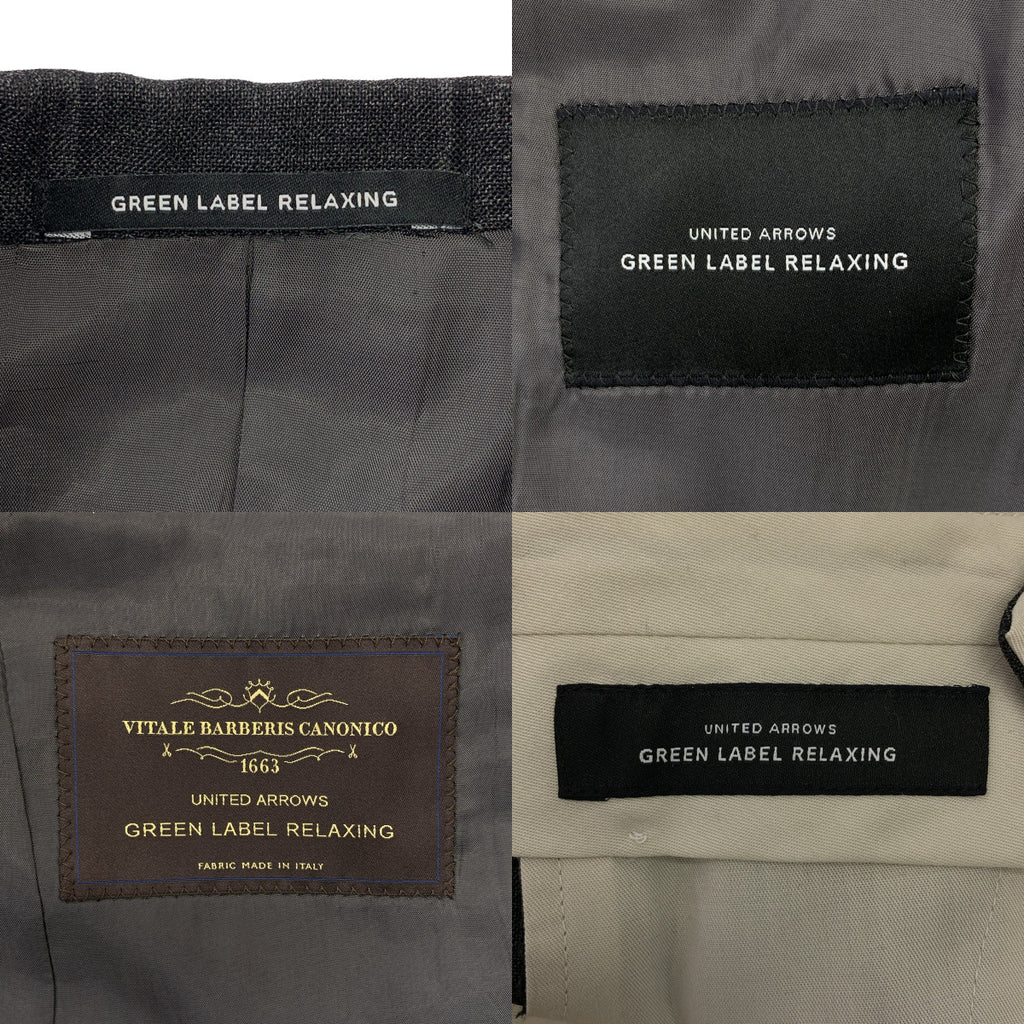 GREEN LABEL RELAXING
UNITED ARROWS
GREEN LABEL RELAXING
VITALE BARBERIS CANONICO
1663
UNITED ARROWS
GREEN LABEL RELAXING
FABRIC MADE IN ITALY
UNITED ARROWS
GREEN LABEL RELAXING